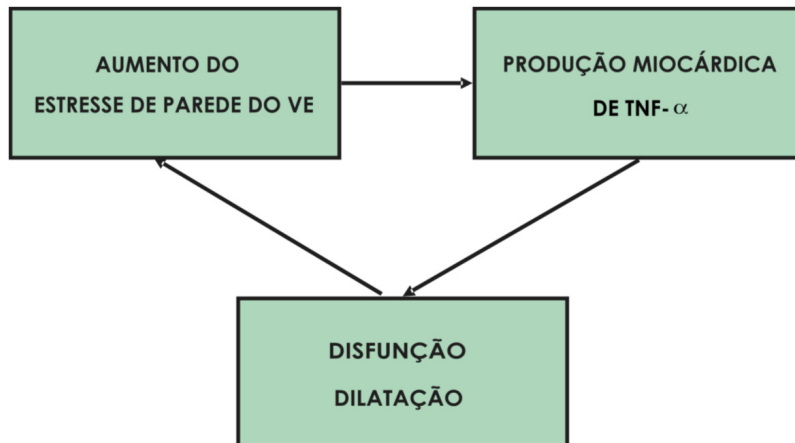 AUMENTO DO
ESTRESSE DE PAREDE DO VE
PRODUÇÃO MIOCÁRDICA
DE TNF- α
DISFUNÇÃO
DILATAÇÃO